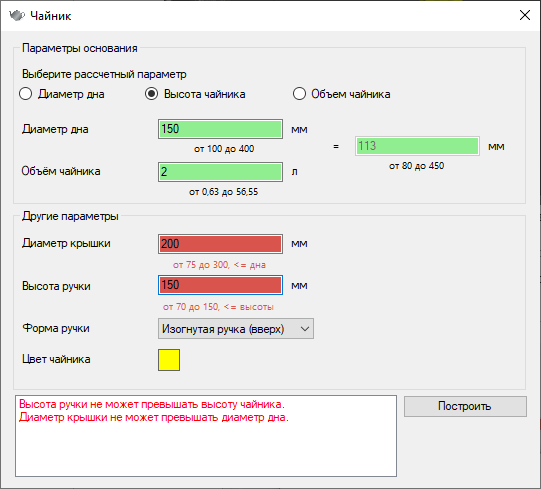 Чайник
Параметры основания
Выберите рассчетный параметр
Диаметр дна
Высота чайника
Объем чайника
Диаметр дна 150 мм
от 100 до 400
= 113 мм
от 80 до 450
Объём чайника 2 л
от 0,63 до 56,55
Другие параметры
Диаметр крышки 200 мм
от 75 до 300, <= дна
Высота ручки 150 мм
от 70 до 150, <= высоты
Форма ручки Изогнутая ручка (вверх)
Цвет чайника
Высота ручки не может превышать высоту чайника.
Диаметр крышки не может превышать диаметр дна.
Построить